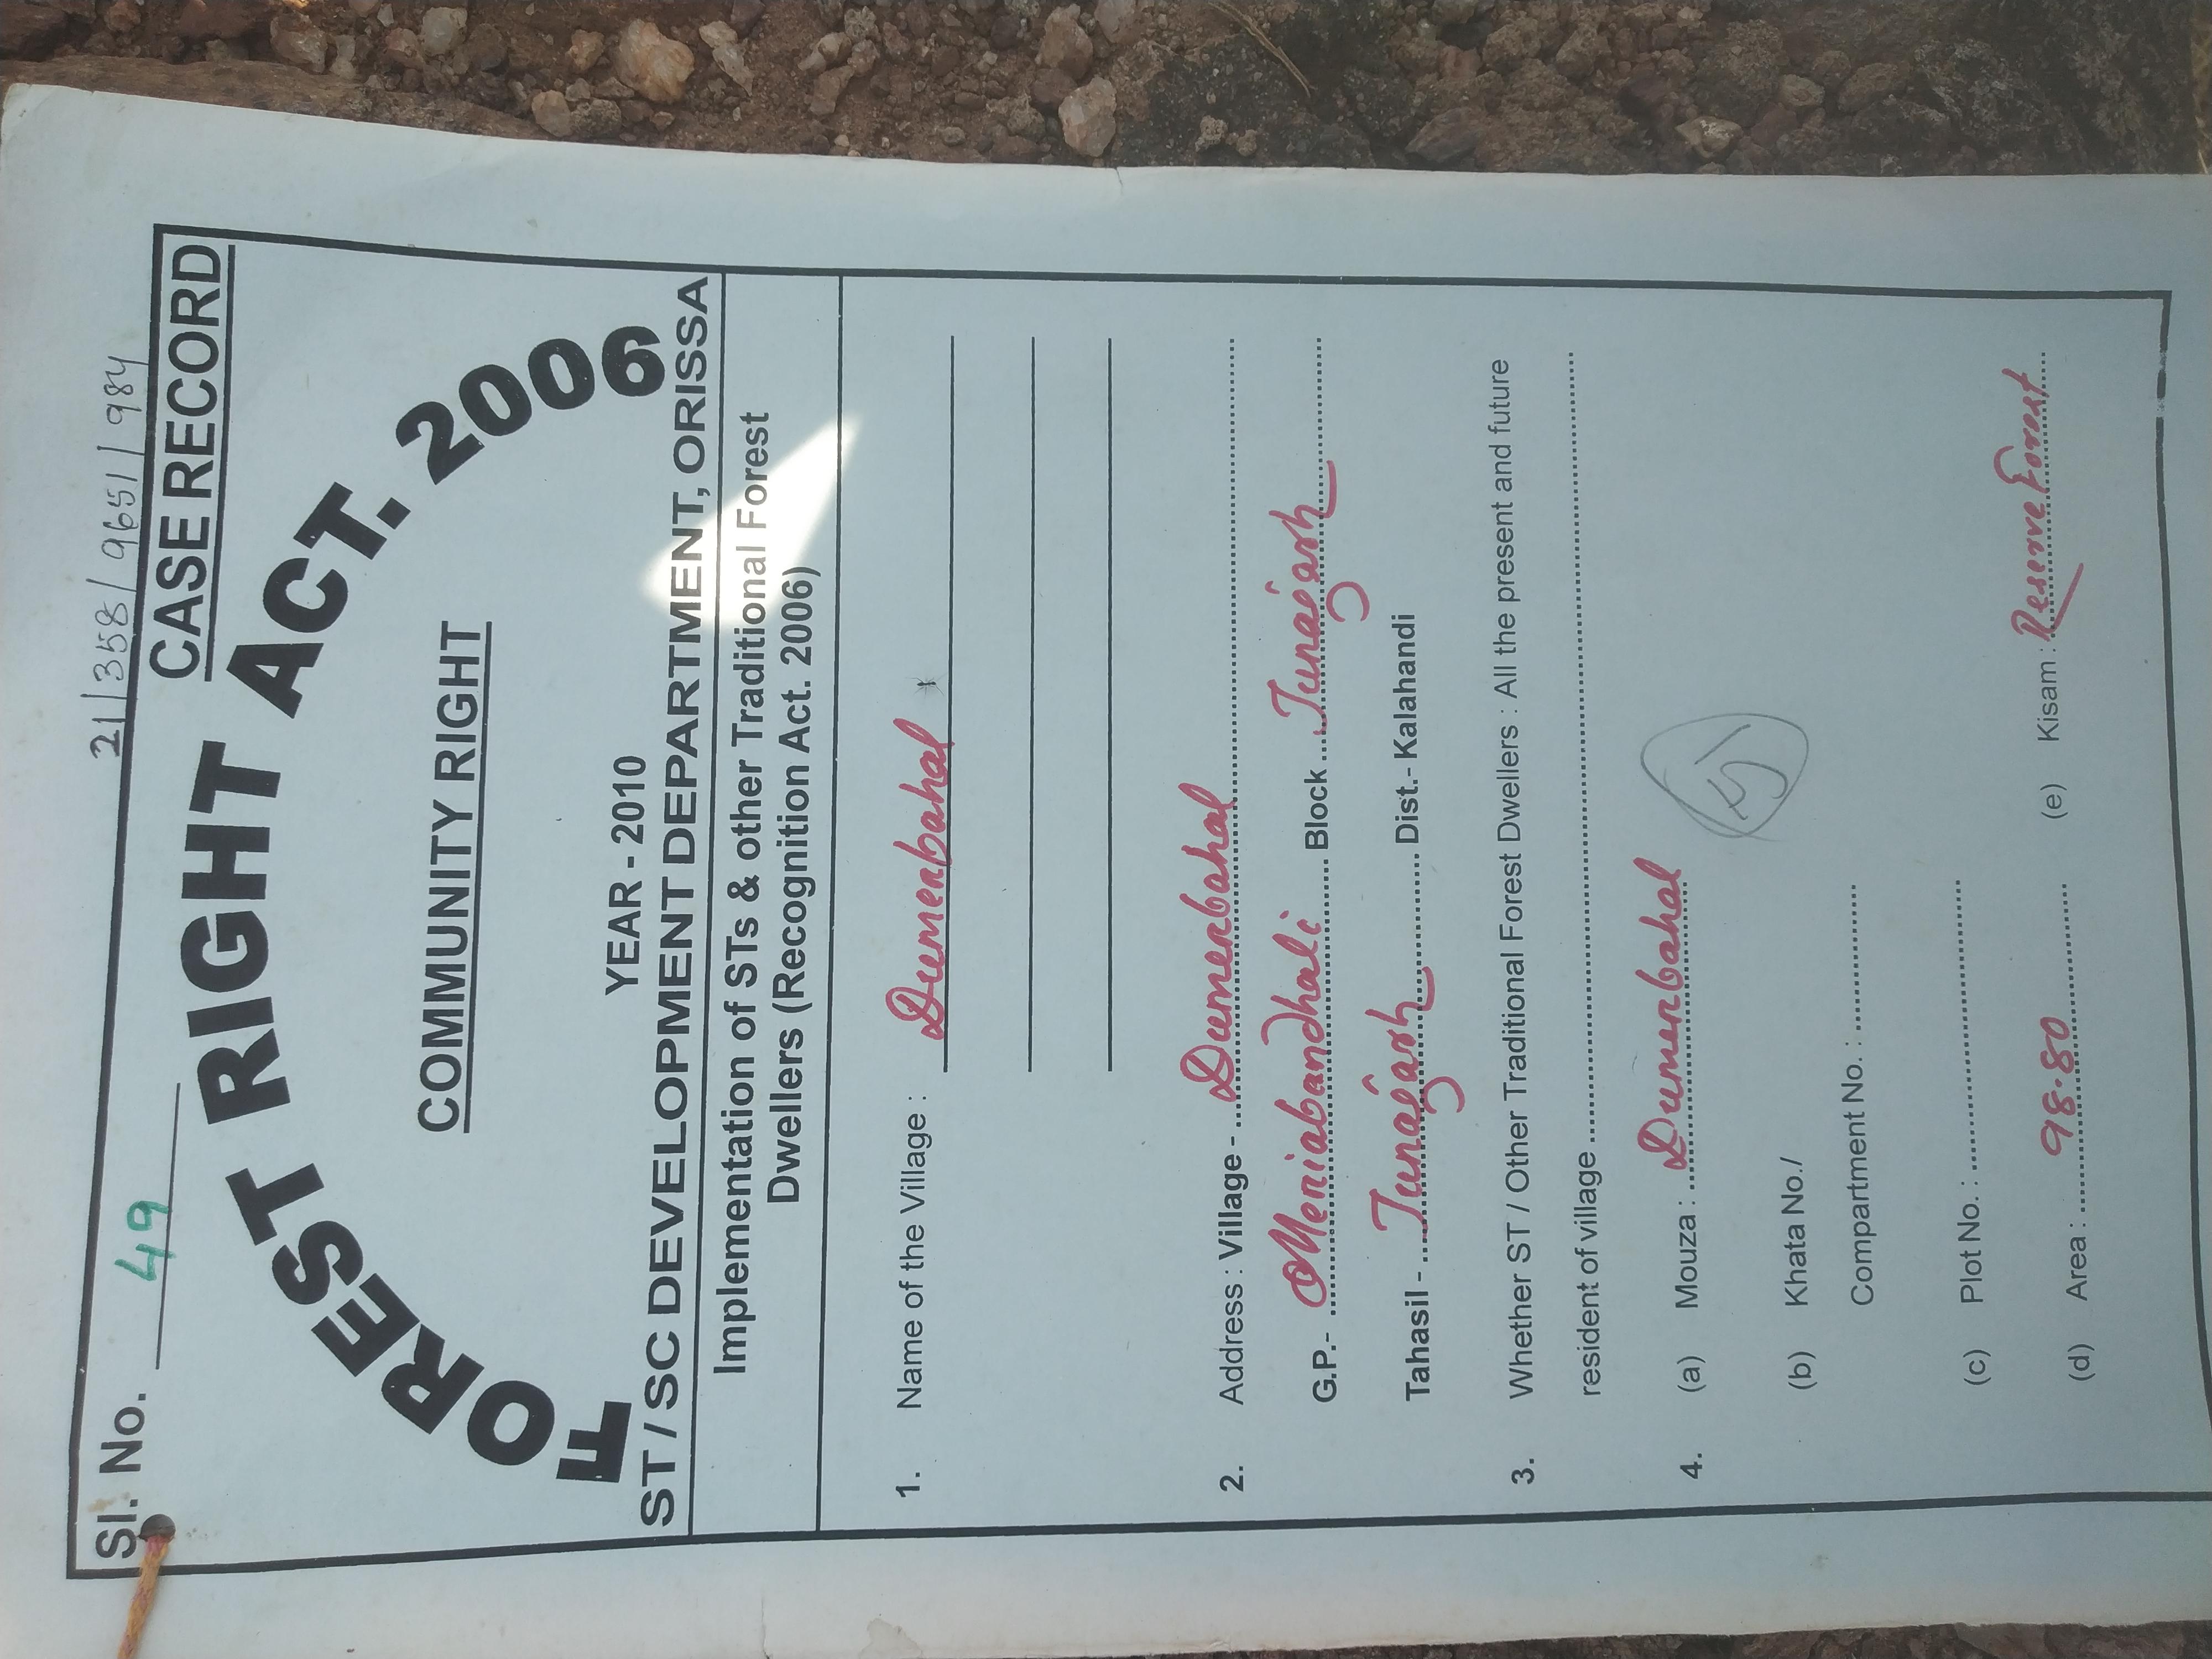 21/358/9651/984
Sl. No. 49
CASE RECORD
FOREST RIGHT ACT. 2006
COMMUNITY RIGHT
YEAR - 2010
ST / SC DEVELOPMENT DEPARTMENT, ORISSA
Implementation of STs & other Traditional Forest
Dwellers (Recognition Act. 2006)
1. Name of the Village : Dumerbahal
2. Address : Village - Dumerbahal
G.P.- Meriabandhali Block Junagarh
Tahasil - Junagarh Dist.- Kalahandi
3. Whether ST / Other Traditional Forest Dwellers : All the present and future
resident of village
4. (a) Mouza : Dumerbahal
(b) Khata No./
Compartment No. :
(c) Plot No. :
(d) Area : 98.80 (e) Kisam : Reserve Forest